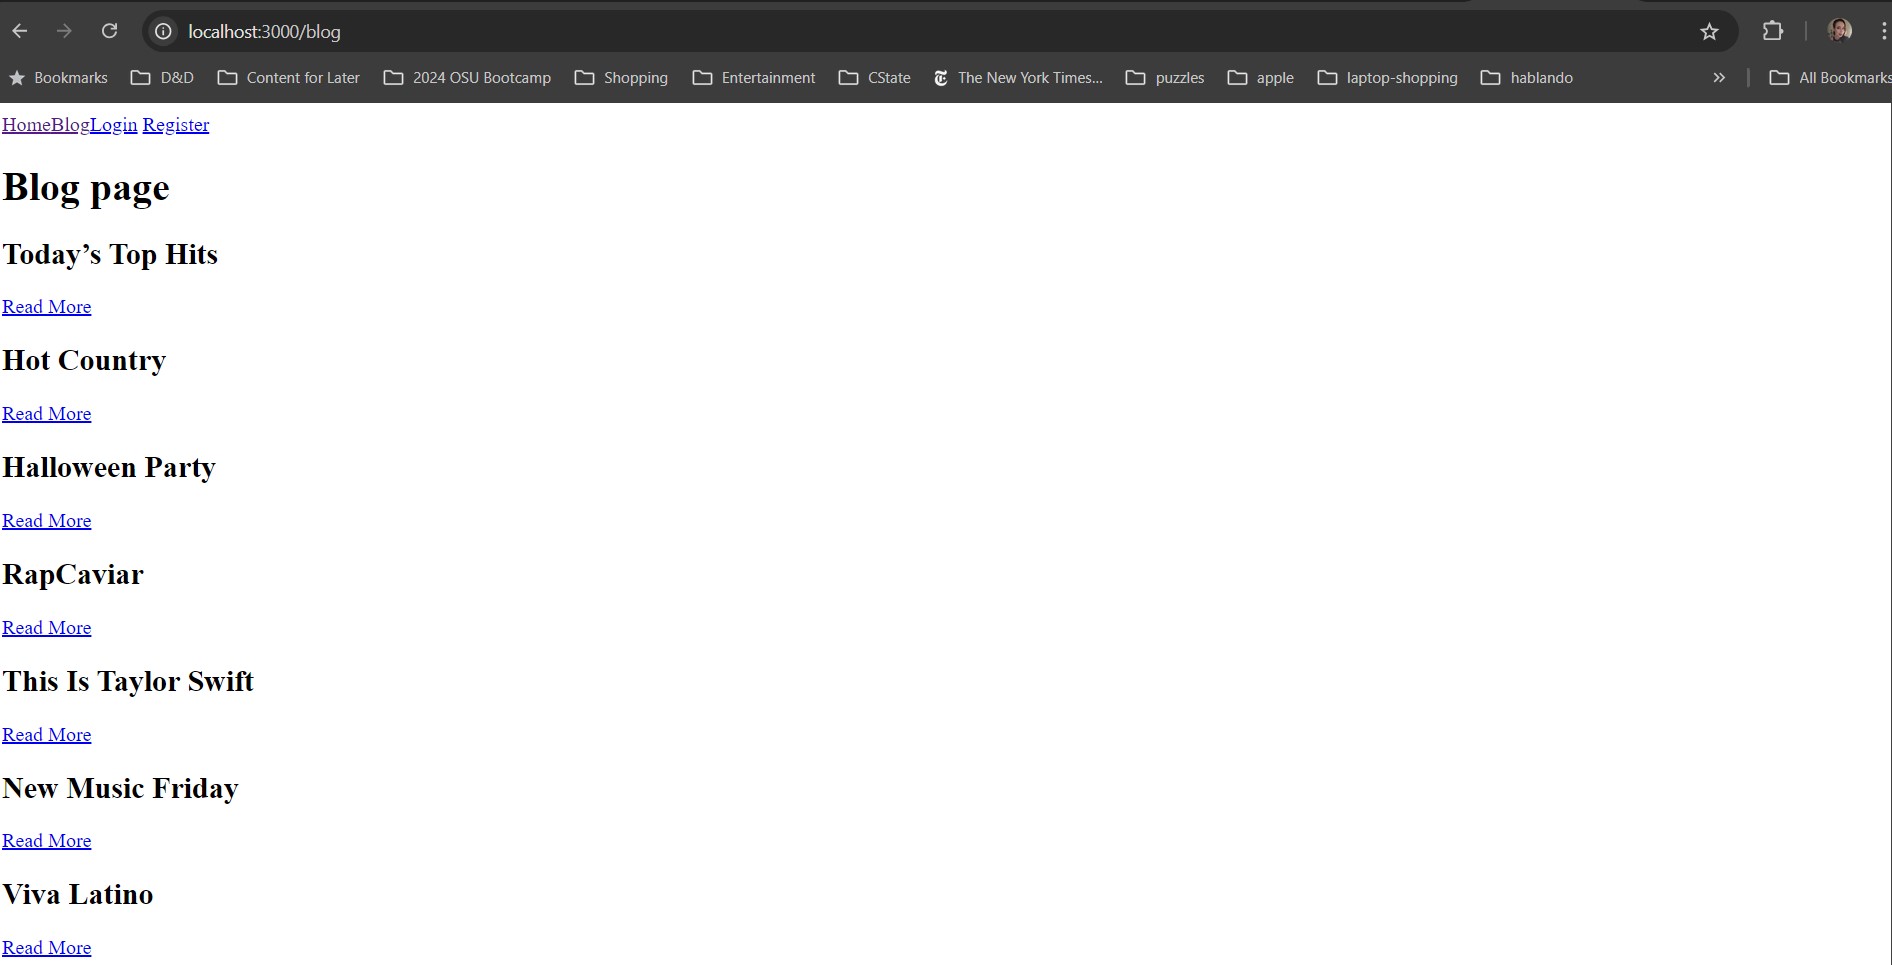 localhost:3000/blog
Bookmarks D&D Content for Later 2024 OSU Bootcamp Shopping Entertainment CState The New York Times... puzzles apple laptop-shopping hablando » All Bookmarks
HomeBlogLogin Register
Blog page
Today’s Top Hits
Read More
Hot Country
Read More
Halloween Party
Read More
RapCaviar
Read More
This Is Taylor Swift
Read More
New Music Friday
Read More
Viva Latino
Read More